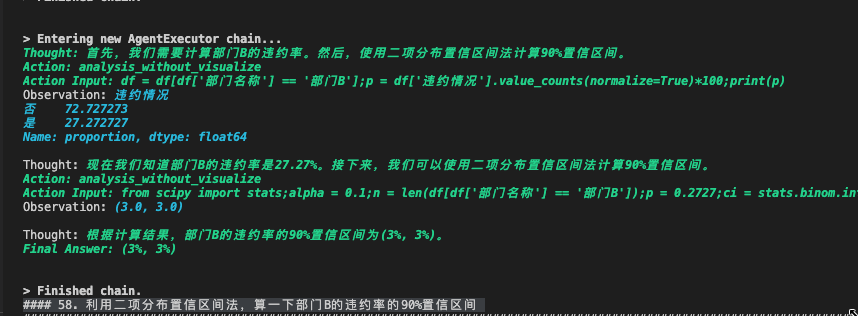 > Entering new AgentExecutor chain...
Thought: 首先，我们需要计算部门B的违约率。然后，使用二项分布置信区间法计算90%置信区间。
Action: analysis_without_visualize
Action Input: df = df[df['部门名称'] == '部门B'];p = df['违约情况'].value_counts(normalize=True)*100;print(p)
Observation: 违约情况
否    72.727273
是    27.272727
Name: proportion, dtype: float64
Thought: 现在我们知道部门B的违约率是27.27%。接下来，我们可以使用二项分布置信区间法计算90%置信区间。
Action: analysis_without_visualize
Action Input: from scipy import stats;alpha = 0.1;n = len(df[df['部门名称'] == '部门B']);p = 0.2727;ci = stats.binom.in
Observation: (3.0, 3.0)
Thought: 根据计算结果，部门B的违约率的90%置信区间为(3%, 3%)。
Final Answer: (3%, 3%)
> Finished chain.
#### 58. 利用二项分布置信区间法, 算一下部门B的违约率的90%置信区间